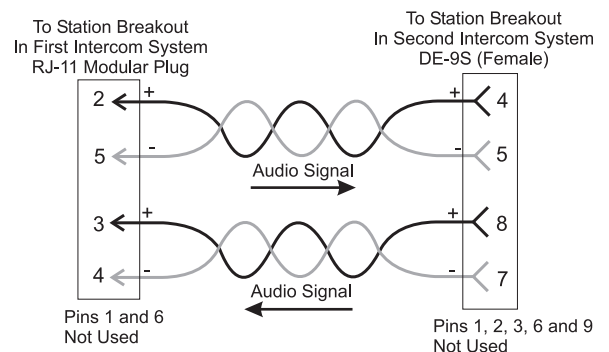 To Station Breakout
In First Intercom System
RJ-11 Modular Plug
To Station Breakout
In Second Intercom System
DE-9S (Female)
2 + + 4
5 - - 5
Audio Signal
3 + + 8
4 - - 7
Audio Signal
Pins 1 and 6
Not Used
Pins 1, 2, 3, 6 and 9
Not Used